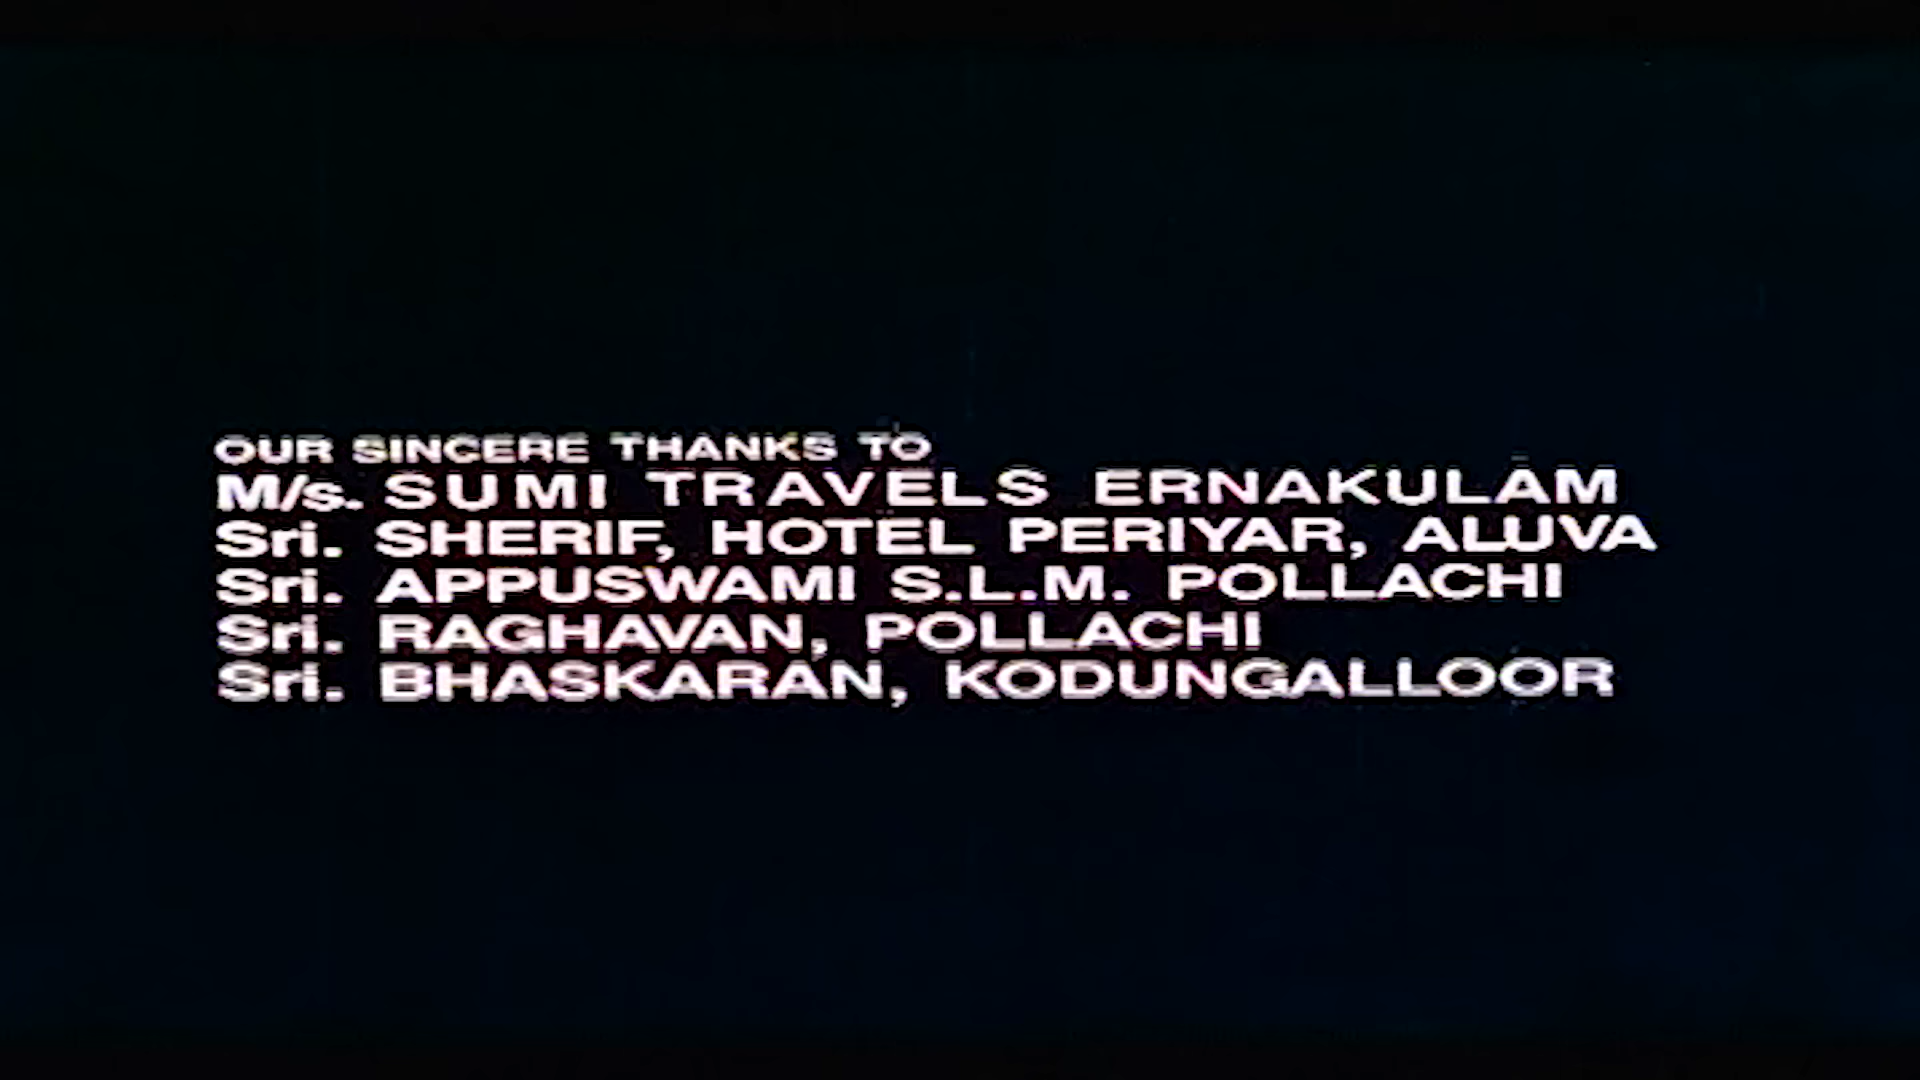 OUR SINCERE THANKS TO
M/s. SUMI TRAVELS ERNAKULAM
Sri. SHERIF, HOTEL PERIYAR, ALUVA
Sri. APPUSWAMI S.L.M. POLLACHI
Sri. RAGHAVAN, POLLACHI
Sri. BHASKARAN, KODUNGALLOOR